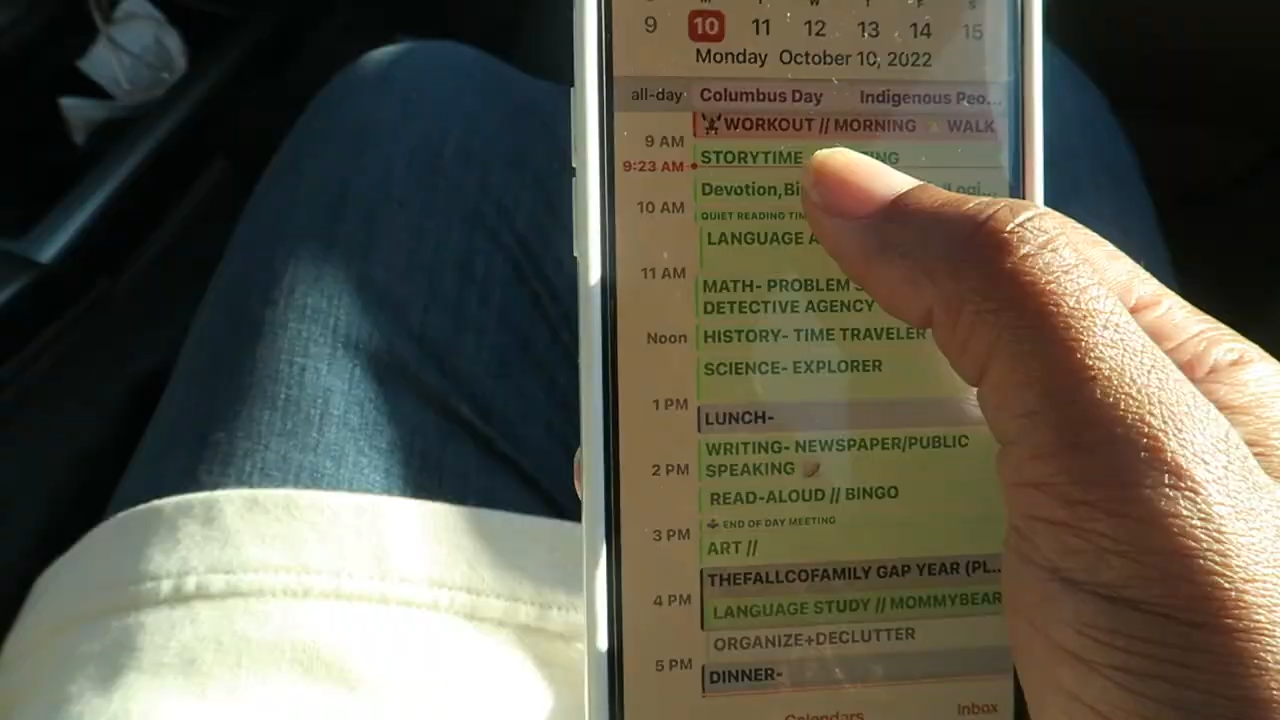 M T W T F S
9 10 11 12 13 14 15
Monday October 10, 2022
all-day Columbus Day Indigenous Peo...
WORKOUT // MORNING WALK
9 AM
STORYTIME
9:23 AM
Devotion,
10 AM
QUIET READING
LANGUAGE
11 AM
MATH- PROBLEM
DETECTIVE AGENCY
Noon HISTORY- TIME TRAVELER
SCIENCE- EXPLORER
1 PM
LUNCH-
WRITING- NEWSPAPER/PUBLIC
2 PM SPEAKING
READ-ALOUD // BINGO
END OF DAY MEETING
3 PM
ART //
THEFALLCOFAMILY GAP YEAR (PL...
4 PM
LANGUAGE STUDY // MOMMYBEAR
ORGANIZE+DECLUTTER
5 PM
DINNER-
Calendars Inbox